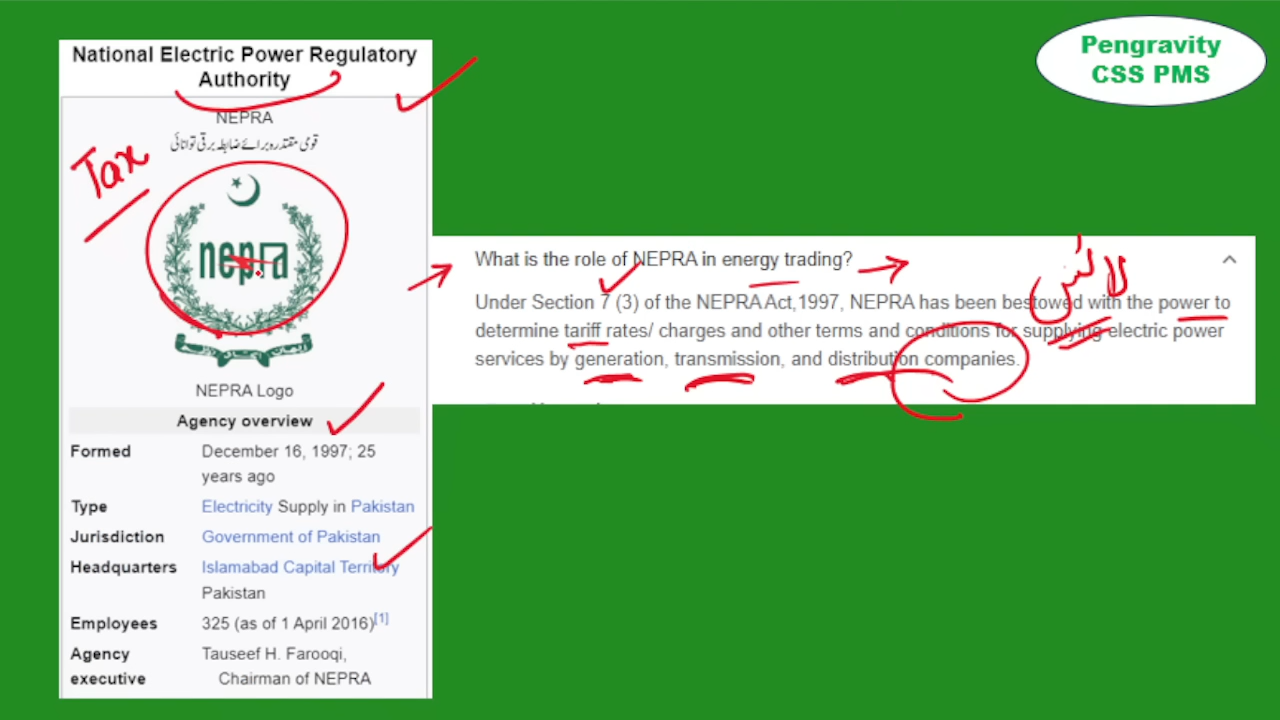 National Electric Power Regulatory
Authority
NEPRA
قومی مقتدرہ برائے ضابطہ برقی توانائی
Tax
nepra
NEPRA Logo
Agency overview
Formed December 16, 1997; 25
years ago
Type Electricity Supply in Pakistan
Jurisdiction Government of Pakistan
Headquarters Islamabad Capital Territory
Pakistan
Employees 325 (as of 1 April 2016)[1]
Agency Tauseef H. Farooqi,
executive Chairman of NEPRA
Pengravity
CSS PMS
What is the role of NEPRA in energy trading?
Under Section 7 (3) of the NEPRA Act,1997, NEPRA has been bestowed with the power to
determine tariff rates/ charges and other terms and conditions for supplying electric power
services by generation, transmission, and distribution companies.